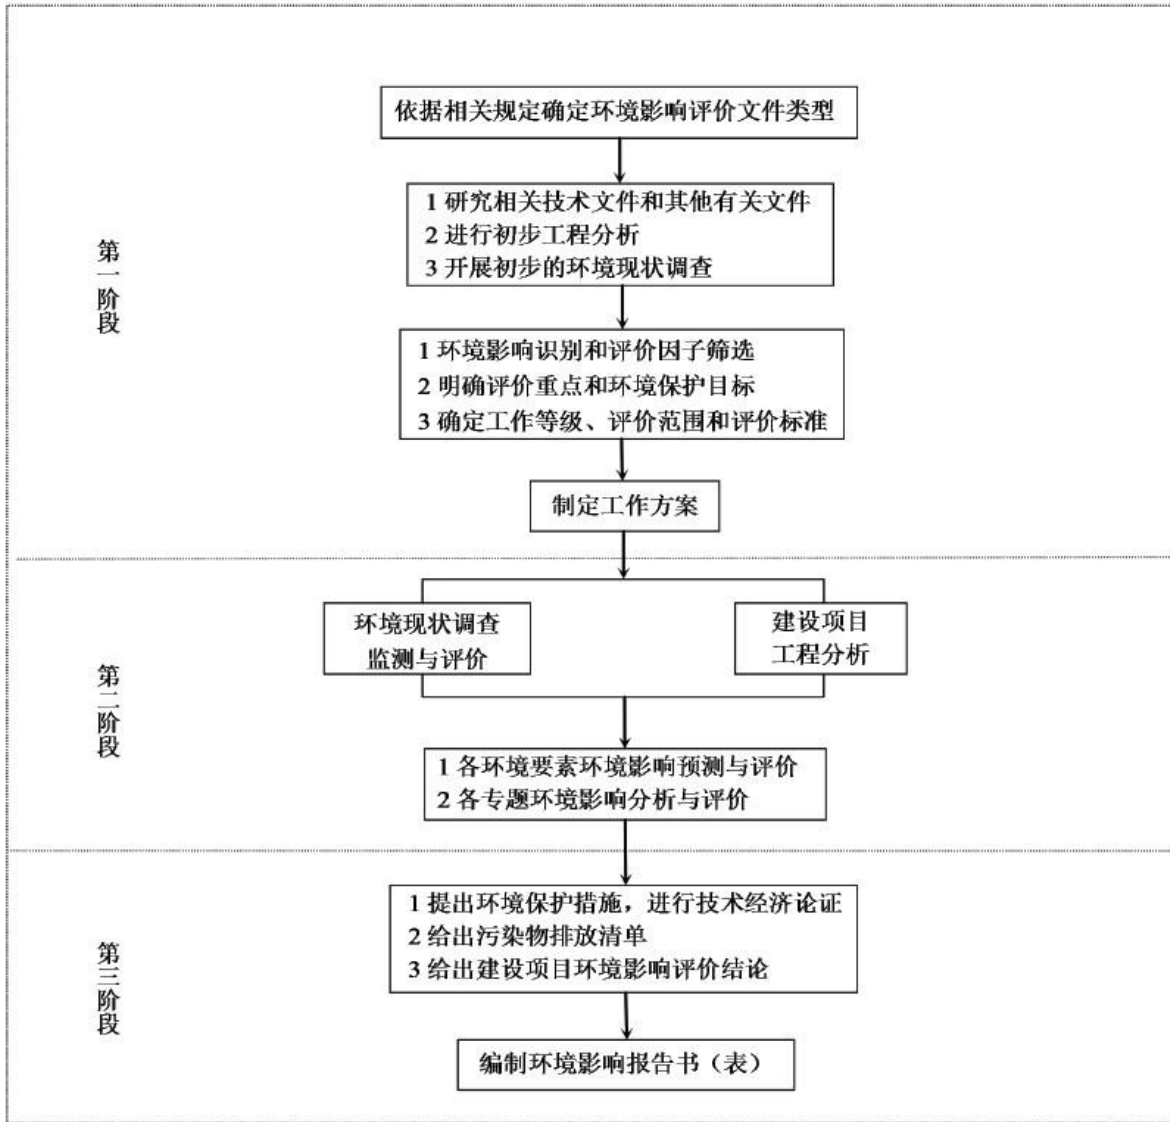 依据相关规定确定环境影响评价文件类型
1 研究相关技术文件和其他有关文件
2 进行初步工程分析
3 开展初步的环境现状调查
第一阶段
1 环境影响识别和评价因子筛选
2 明确评价重点和环境保护目标
3 确定工作等级、评价范围和评价标准
制定工作方案
环境现状调查
监测与评价
建设项目
工程分析
第二阶段
1 各环境要素环境影响预测与评价
2 各专题环境影响分析与评价
1 提出环境保护措施，进行技术经济论证
2 给出污染物排放清单
3 给出建设项目环境影响评价结论
第三阶段
编制环境影响报告书（表）